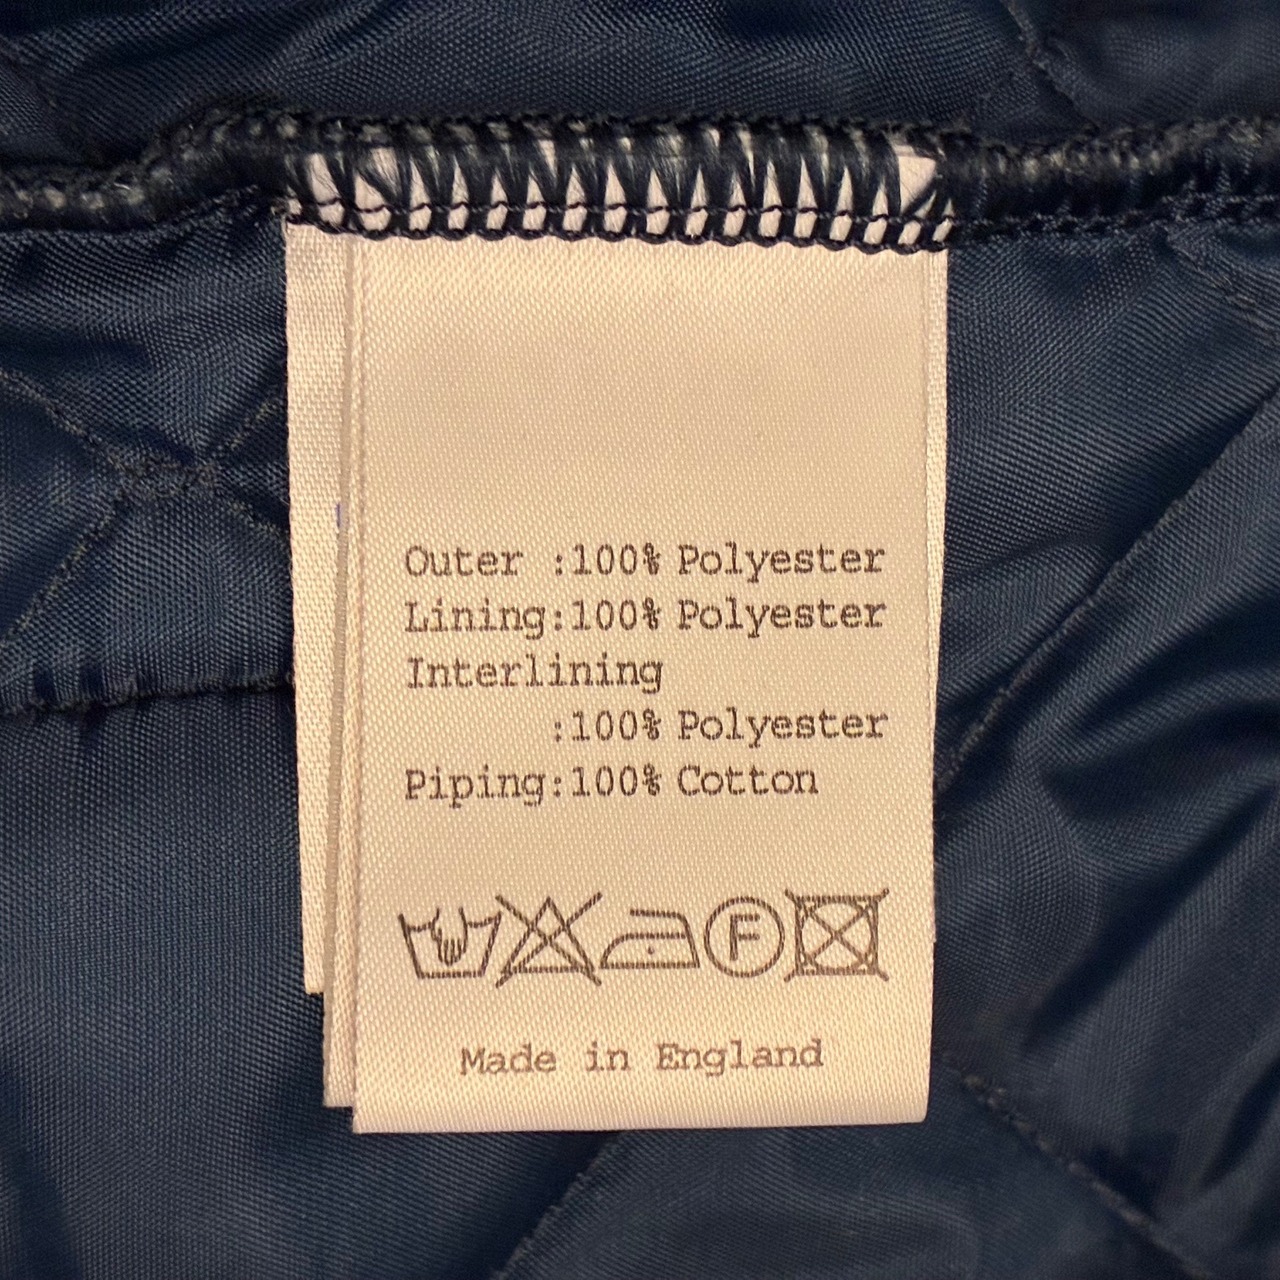 Outer :100% Polyester
Lining:100% Polyester
Interlining
:100% Polyester
Piping:100% Cotton
F
Made in England